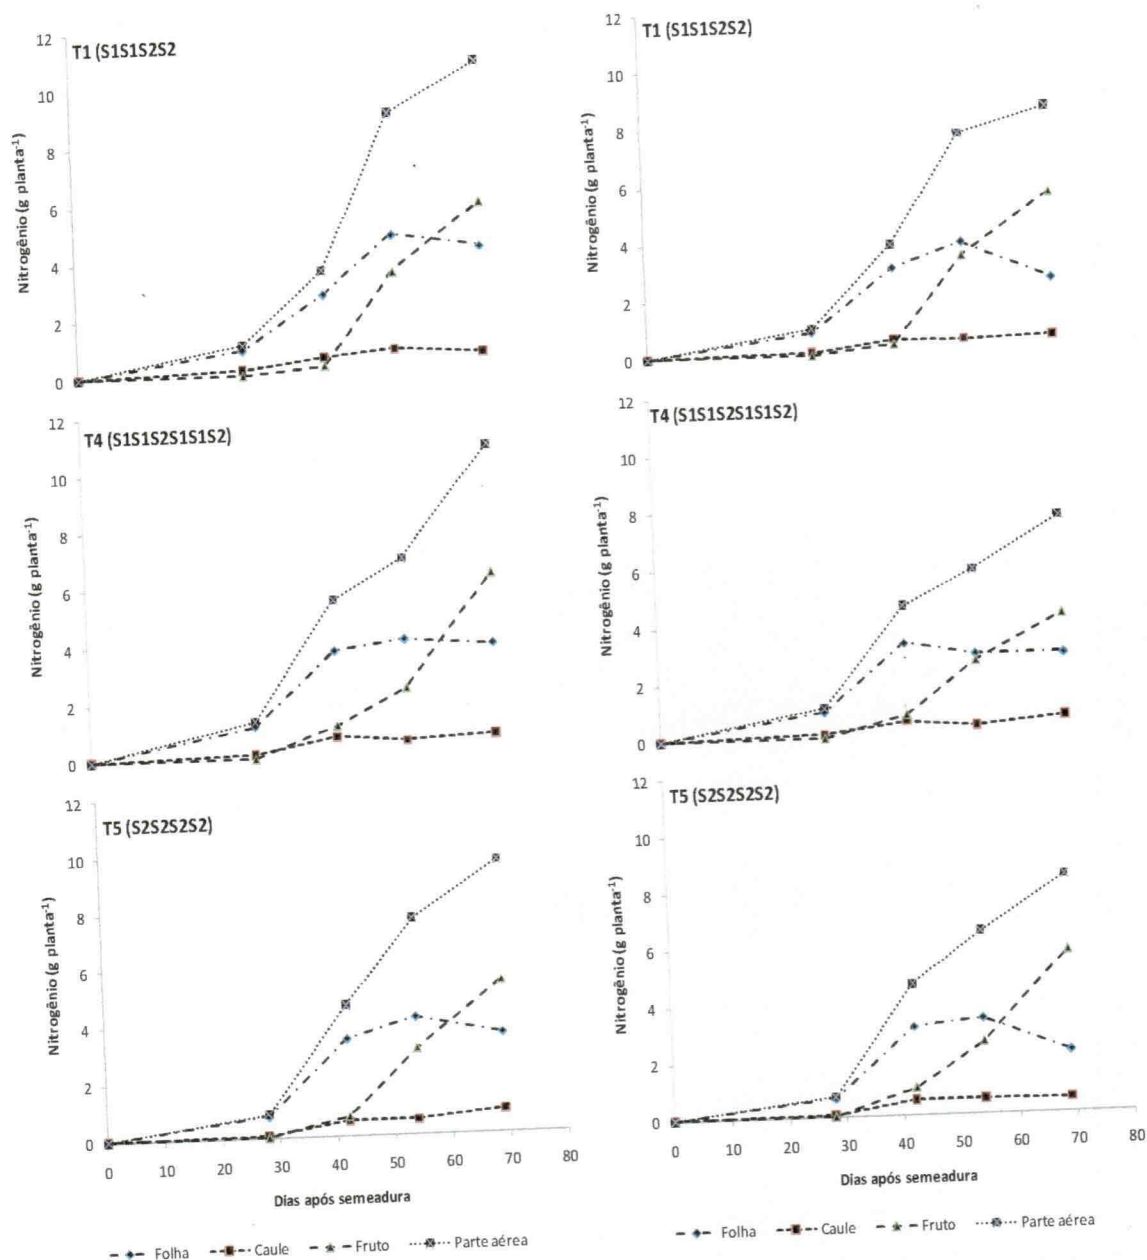 T1 (S1S1S2S2
Nitrogênio (g planta-1)
12
10
8
6
4
2
0
T1 (S1S1S2S2)
Nitrogênio (g planta-1)
12
10
8
6
4
2
0
T4 (S1S1S2S1S1S2)
Nitrogênio (g planta-1)
12
10
8
6
4
2
0
T4 (S1S1S2S1S1S2)
Nitrogênio (g planta-1)
12
10
8
6
4
2
0
T5 (S2S2S2S2)
Nitrogênio (g planta-1)
12
10
8
6
4
2
0
0 10 20 30 40 50 60 70 80
Dias após semeadura
Folha Caule Fruto Parte aérea
T5 (S2S2S2S2)
Nitrogênio (g planta-1)
12
10
8
6
4
2
0
0 10 20 30 40 50 60 70 80
Dias após semeadura
Folha Caule Fruto Parte aérea